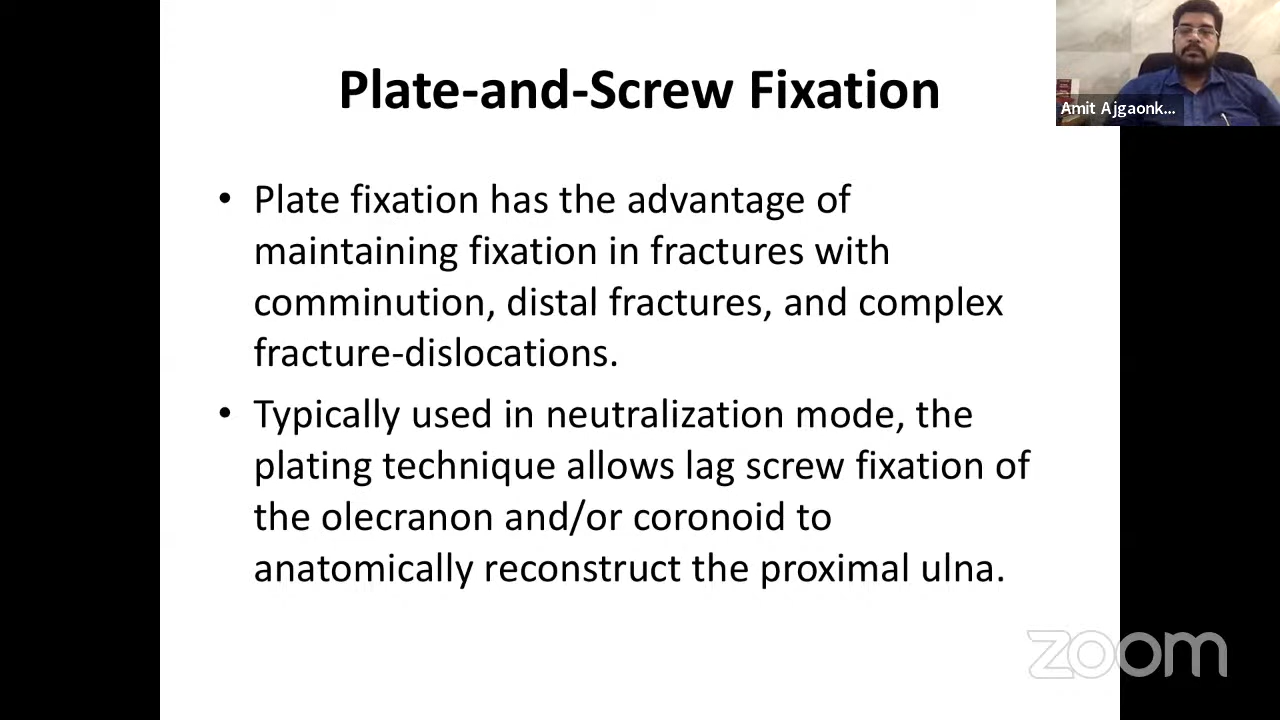 Plate-and-Screw Fixation
Amit Ajgaonk...
• Plate fixation has the advantage of
maintaining fixation in fractures with
comminution, distal fractures, and complex
fracture-dislocations.
• Typically used in neutralization mode, the
plating technique allows lag screw fixation of
the olecranon and/or coronoid to
anatomically reconstruct the proximal ulna.
zoom